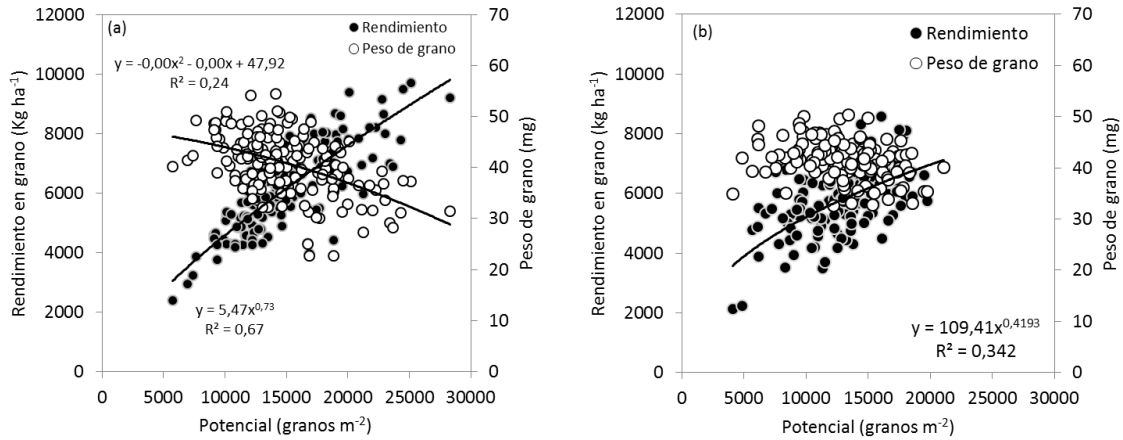 (a)
Rendimiento
Peso de grano
y = -0,00x² - 0,00x + 47,92
R² = 0,24
y = 5,47x^0,73
R² = 0,67
Rendimiento en grano (Kg ha⁻¹)
12000
10000
8000
6000
4000
2000
0
Peso de grano (mg)
70
60
50
40
30
20
10
0
0 5000 10000 15000 20000 25000 30000
Potencial (granos m⁻²)
(b)
Rendimiento
Peso de grano
y = 109,41x^0,4193
R² = 0,342
Rendimiento en grano (Kg ha⁻¹)
12000
10000
8000
6000
4000
2000
0
Peso de grano (mg)
70
60
50
40
30
20
10
0
0 5000 10000 15000 20000 25000 30000
Potencial (granos m⁻²)